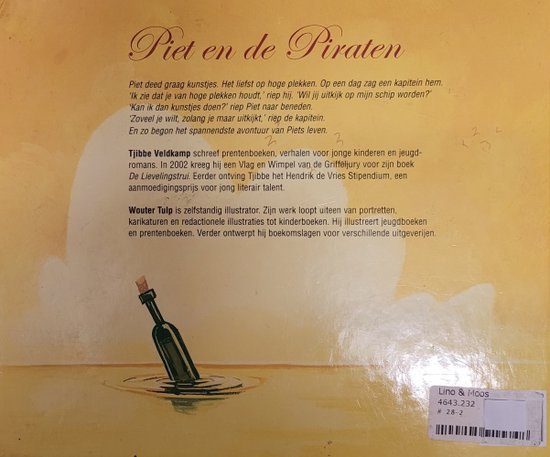 Piet en de Piraten
Piet deed graag kunstjes. Het liefst op hoge plekken. Op een dag zag een kapitein hem.
'Ik zie dat je van hoge plekken houdt,' riep hij. 'Wil jij uitkijk op mijn schip worden?'
'Kan ik dan kunstjes doen?' riep Piet naar beneden.
'Zoveel je wilt, zolang je maar uitkijkt,' riep de kapitein.
En zo begon het spannendste avontuur van Piets leven.
Tjibbe Veldkamp schreef prentenboeken, verhalen voor jonge kinderen en jeugd-
romans. In 2002 kreeg hij een Vlag en Wimpel van de Griffeljury voor zijn boek
De Lievelingstrui. Eerder ontving Tjibbe het Hendrik de Vries Stipendium, een
aanmoedigingsprijs voor jong literair talent.
Wouter Tulp is zelfstandig illustrator. Zijn werk loopt uiteen van portretten,
karikaturen en redactionele illustraties tot kinderboeken. Hij illustreert jeugdboeken
en prentenboeken. Verder ontwerpt hij boekomslagen voor verschillende uitgeverijen.
Lino & Moos
4643.232
# 28-2